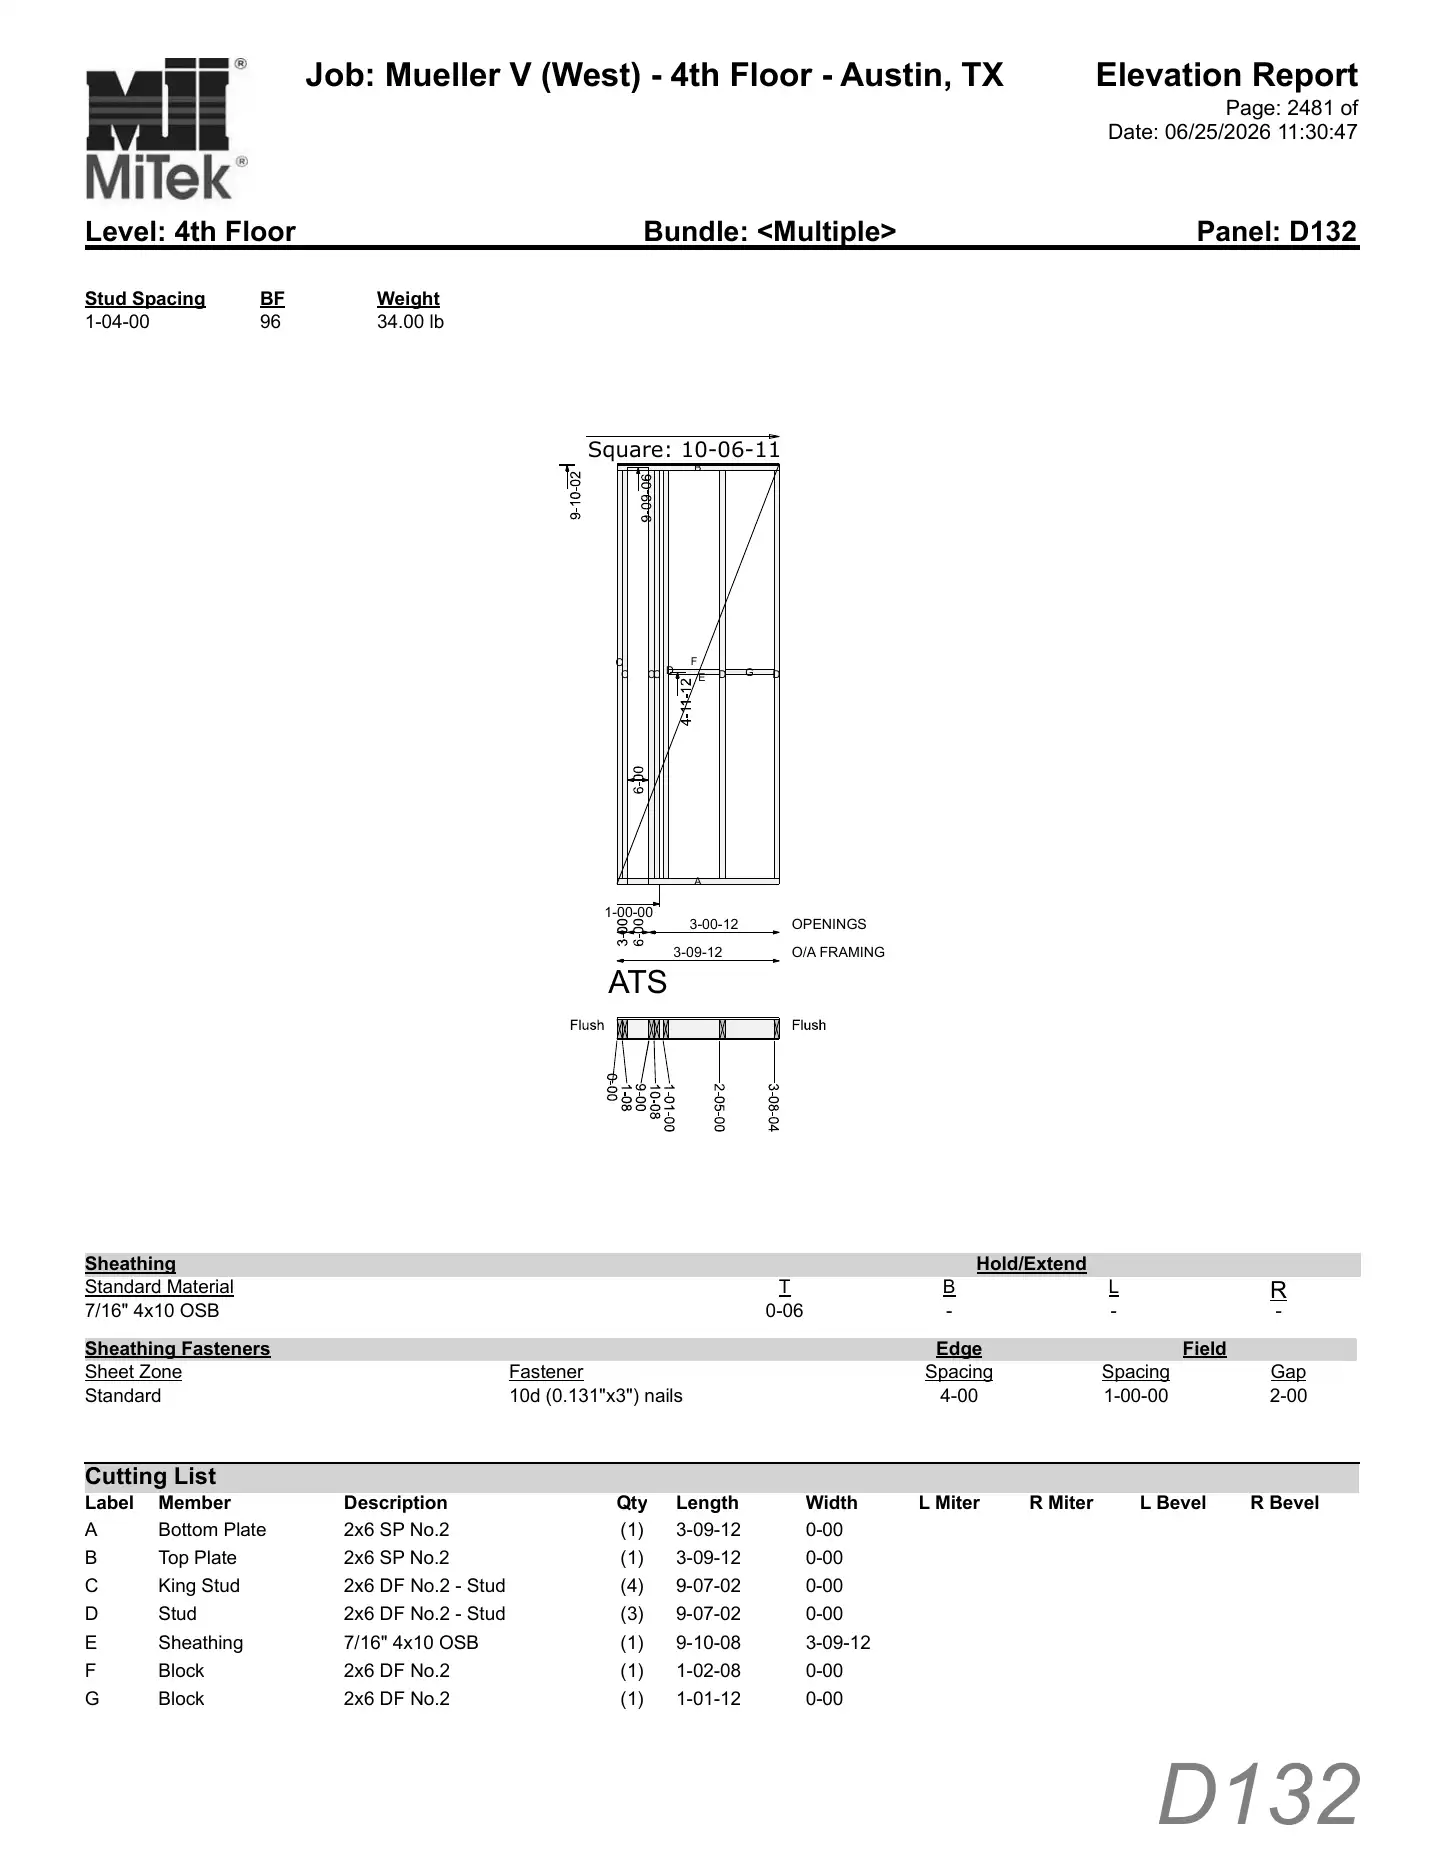 Job: Mueller V (West) - 4th Floor - Austin, TX
Elevation Report
Page: 2481 of
Date: 06/25/2026 11:30:47
MiTek®
Level: 4th Floor Bundle: <Multiple> Panel: D132
Stud Spacing BF Weight
1-04-00 96 34.00 lb
Square: 10-06-11
B
9-10-02
9-09-06
C
C
C
C
D
F
E
D
G
D
4-11-12
6-00
A
1-00-00
3-00
6-00
3-00-12 OPENINGS
3-09-12 O/A FRAMING
ATS
Flush Flush
0-00
1-08
9-00
10-08
1-01-00
2-05-00
3-08-04
Sheathing Hold/Extend
Standard Material T B L R
7/16" 4x10 OSB 0-06 - - -
Sheathing Fasteners Edge Field
Sheet Zone Fastener Spacing Spacing Gap
Standard 10d (0.131"x3") nails 4-00 1-00-00 2-00
Cutting List
Label Member Description Qty Length Width L Miter R Miter L Bevel R Bevel
A Bottom Plate 2x6 SP No.2 (1) 3-09-12 0-00
B Top Plate 2x6 SP No.2 (1) 3-09-12 0-00
C King Stud 2x6 DF No.2 - Stud (4) 9-07-02 0-00
D Stud 2x6 DF No.2 - Stud (3) 9-07-02 0-00
E Sheathing 7/16" 4x10 OSB (1) 9-10-08 3-09-12
F Block 2x6 DF No.2 (1) 1-02-08 0-00
G Block 2x6 DF No.2 (1) 1-01-12 0-00
D132